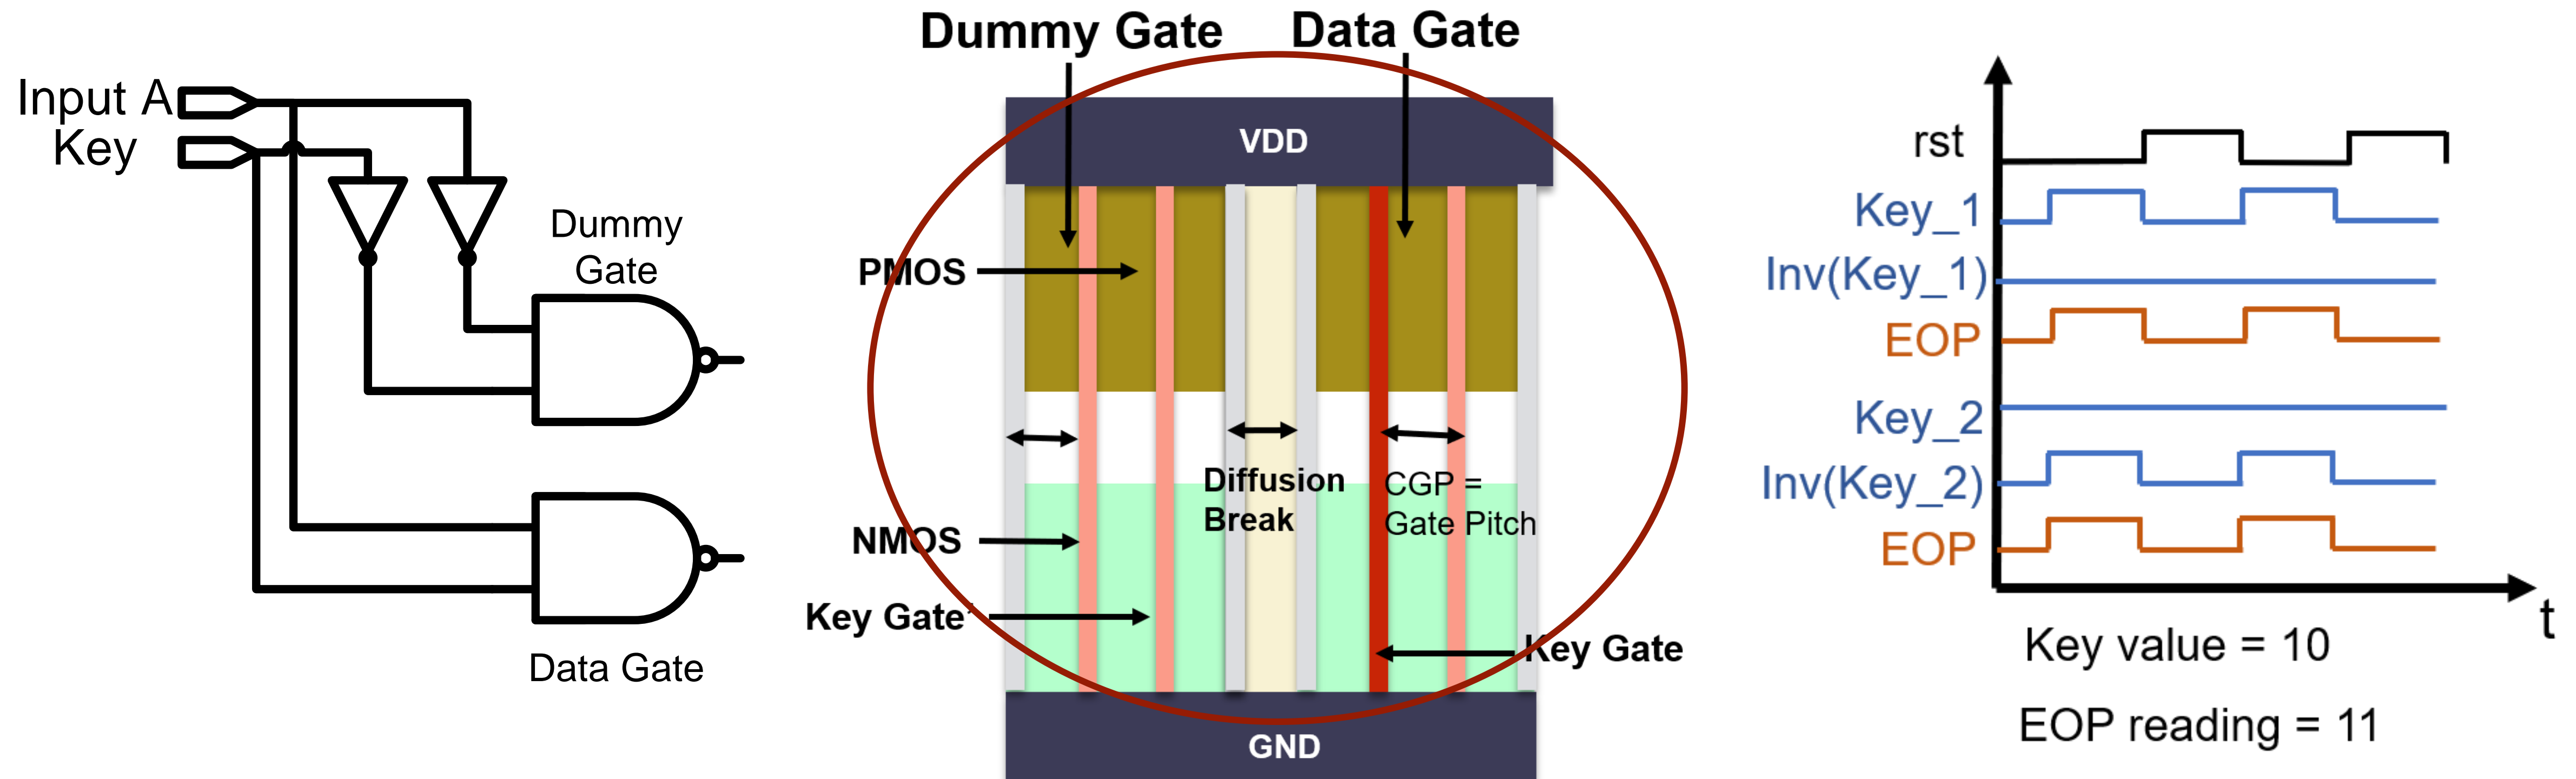 Input A
Key
Dummy
Gate
Data Gate
Dummy Gate
Data Gate
VDD
PMOS
Diffusion
Break
CGP =
Gate Pitch
NMOS
Key Gate'
Key Gate
GND
rst
Key_1
Inv(Key_1)
EOP
Key_2
Inv(Key_2)
EOP
t
Key value = 10
EOP reading = 11